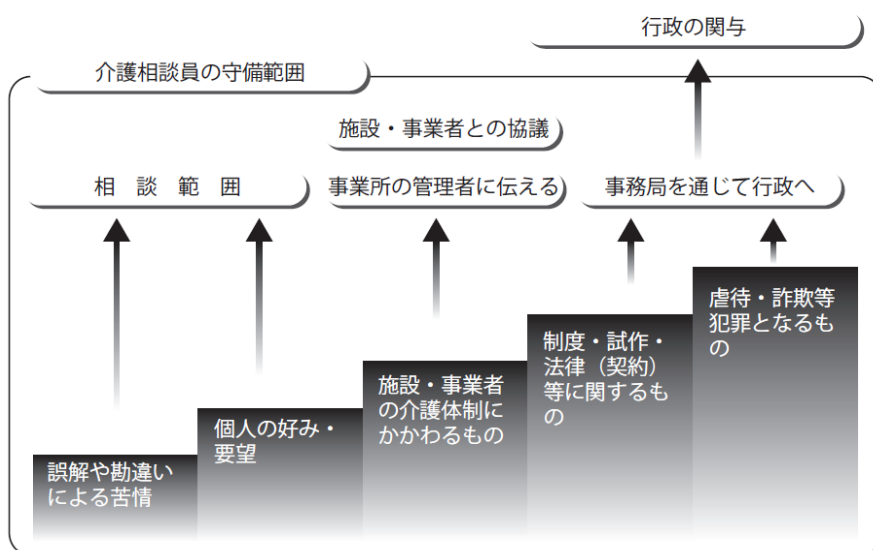 行政の関与
介護相談員の守備範囲
施設・事業者との協議
相談範囲
事業所の管理者に伝える
事務局を通じて行政へ
誤解や勘違い
による苦情
個人の好み・
要望
施設・事業者
の介護体制に
かかわるもの
制度・試作・
法律（契約）
等に関するも
の
虐待・詐欺等
犯罪となるも
の